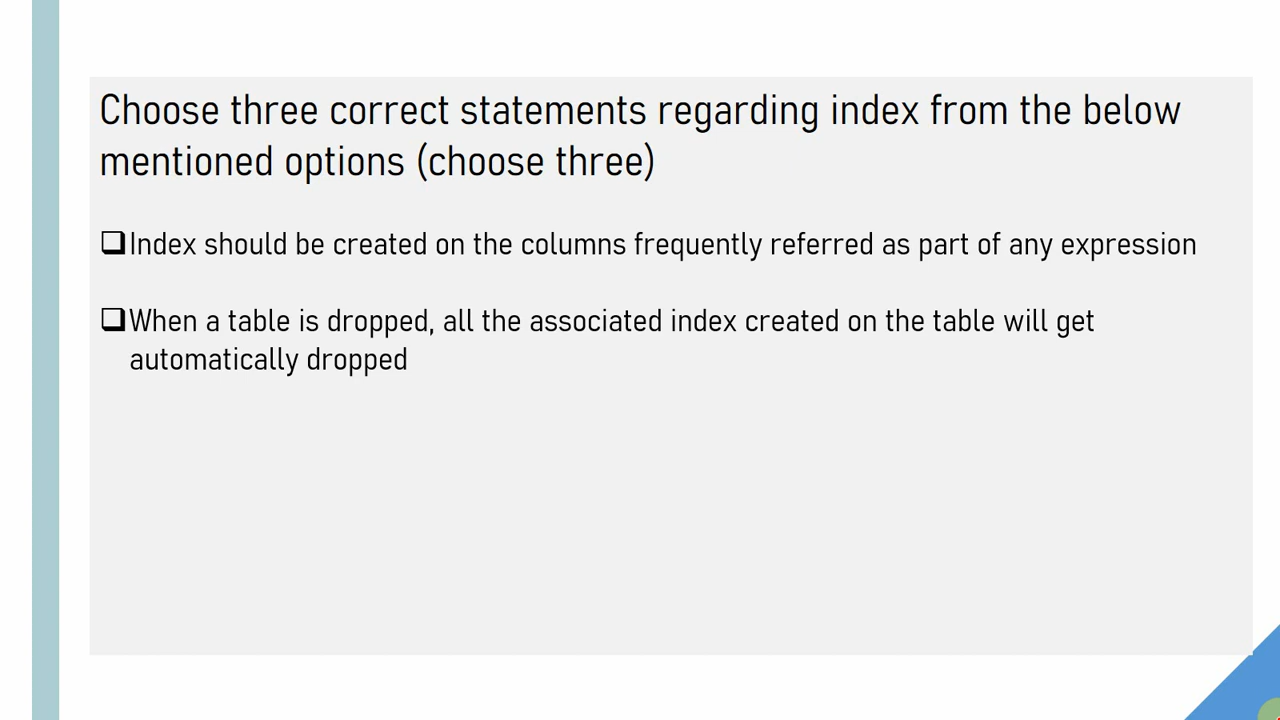 Choose three correct statements regarding index from the below
mentioned options (choose three)
❑Index should be created on the columns frequently referred as part of any expression
❑When a table is dropped, all the associated index created on the table will get
automatically dropped